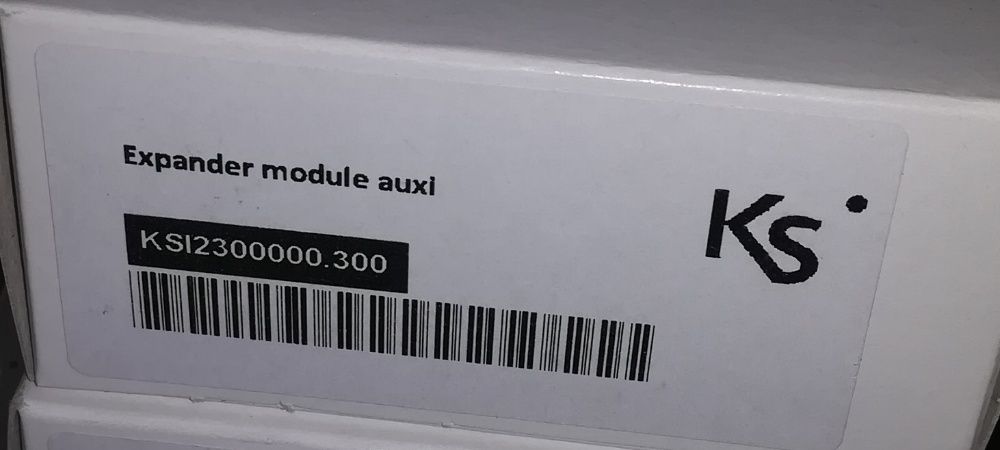 Expander module auxi
KSI2300000.300
KS